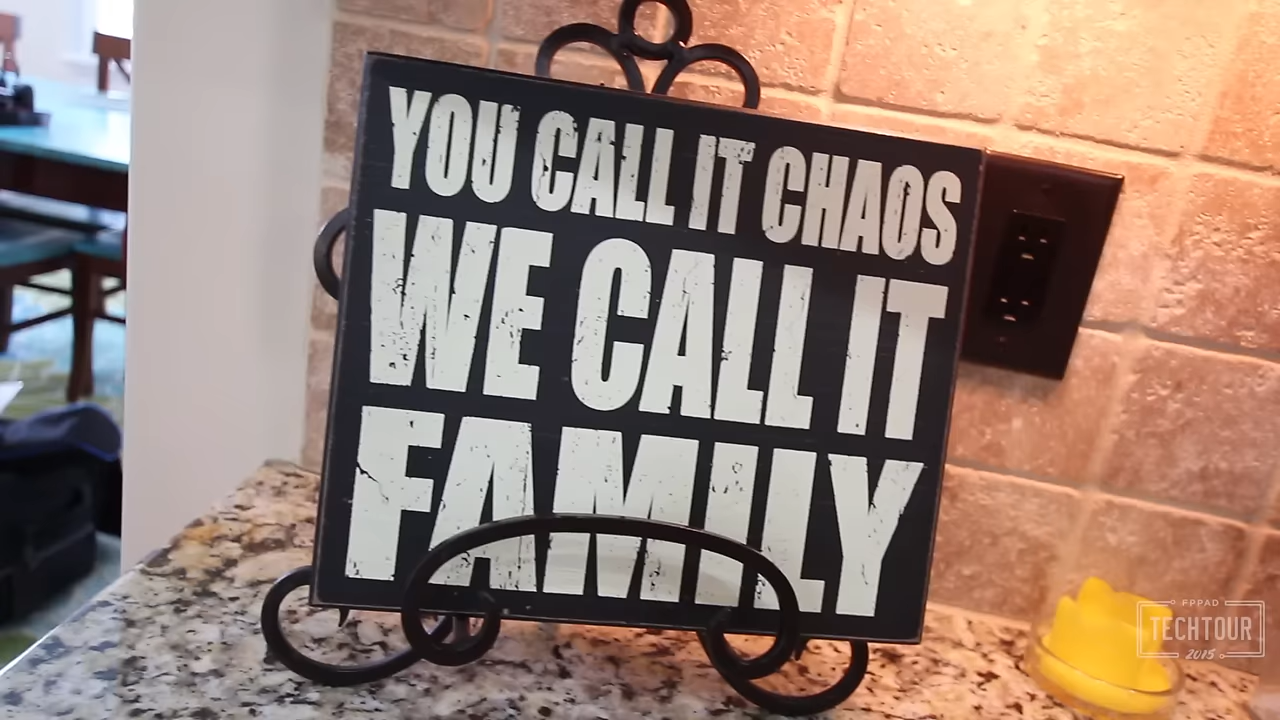 YOU CALL IT CHAOS
WE CALL IT
FAMILY
FPPAD
TECHTOUR
2015